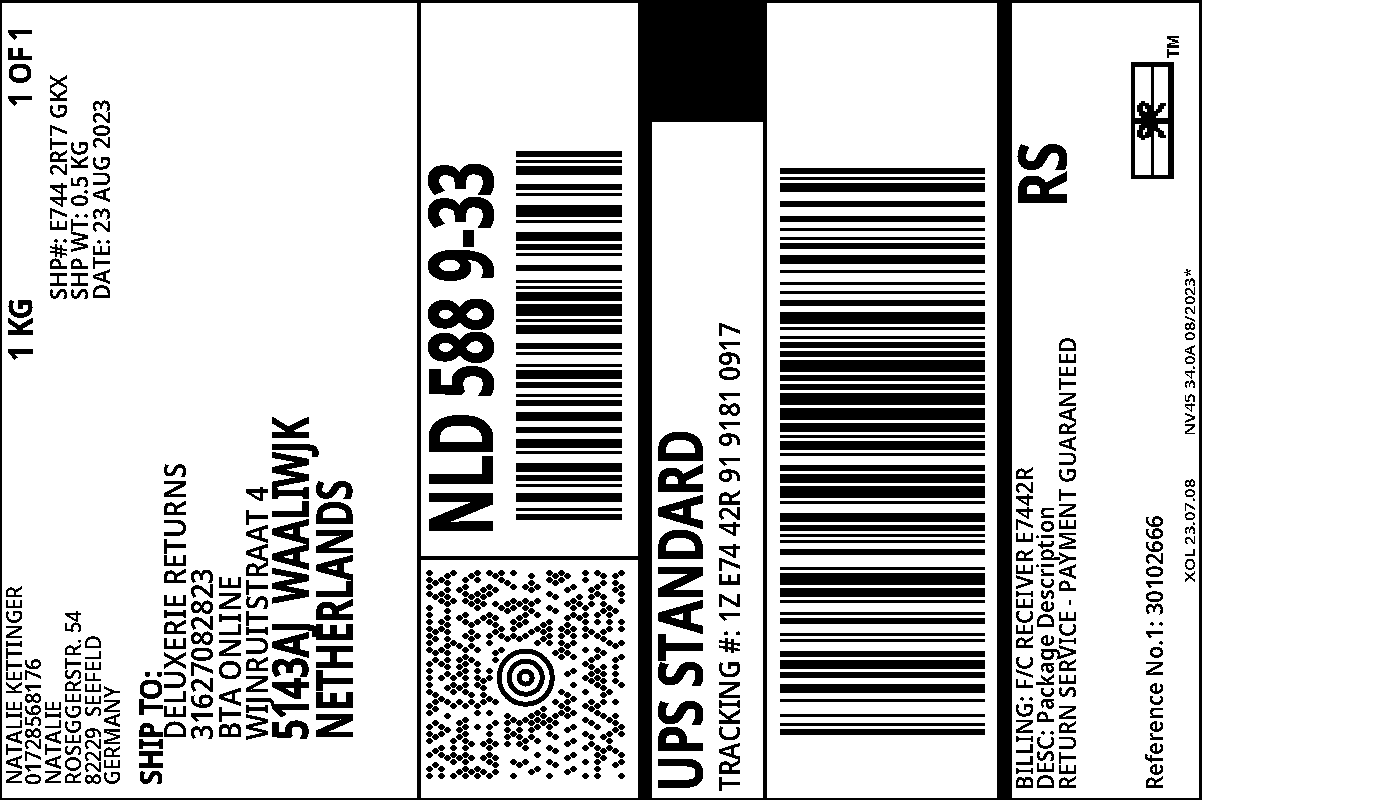 NATALIE KETTINGER
01728568176
NATALIE
ROSEGGERSTR. 54
82229 SEEFELD
GERMANY
1 KG
1 OF 1
SHP#: E744 2RT7 GKX
SHP WT: 0.5 KG
DATE: 23 AUG 2023
SHIP TO:
DELUXERIE RETURNS
31627082823
BTA ONLINE
WIJNRUITSTRAAT 4
5143AJ WAALIWJK
NETHERLANDS
NLD 588 9-33
UPS STANDARD
TRACKING #: 1Z E74 42R 91 9181 0917
BILLING: F/C RECEIVER E7442R
DESC: Package Description
RETURN SERVICE - PAYMENT GUARANTEED
RS
Reference No.1: 30102666
XOL 23.07.08 NV45 34.0A 08/2023*
TM